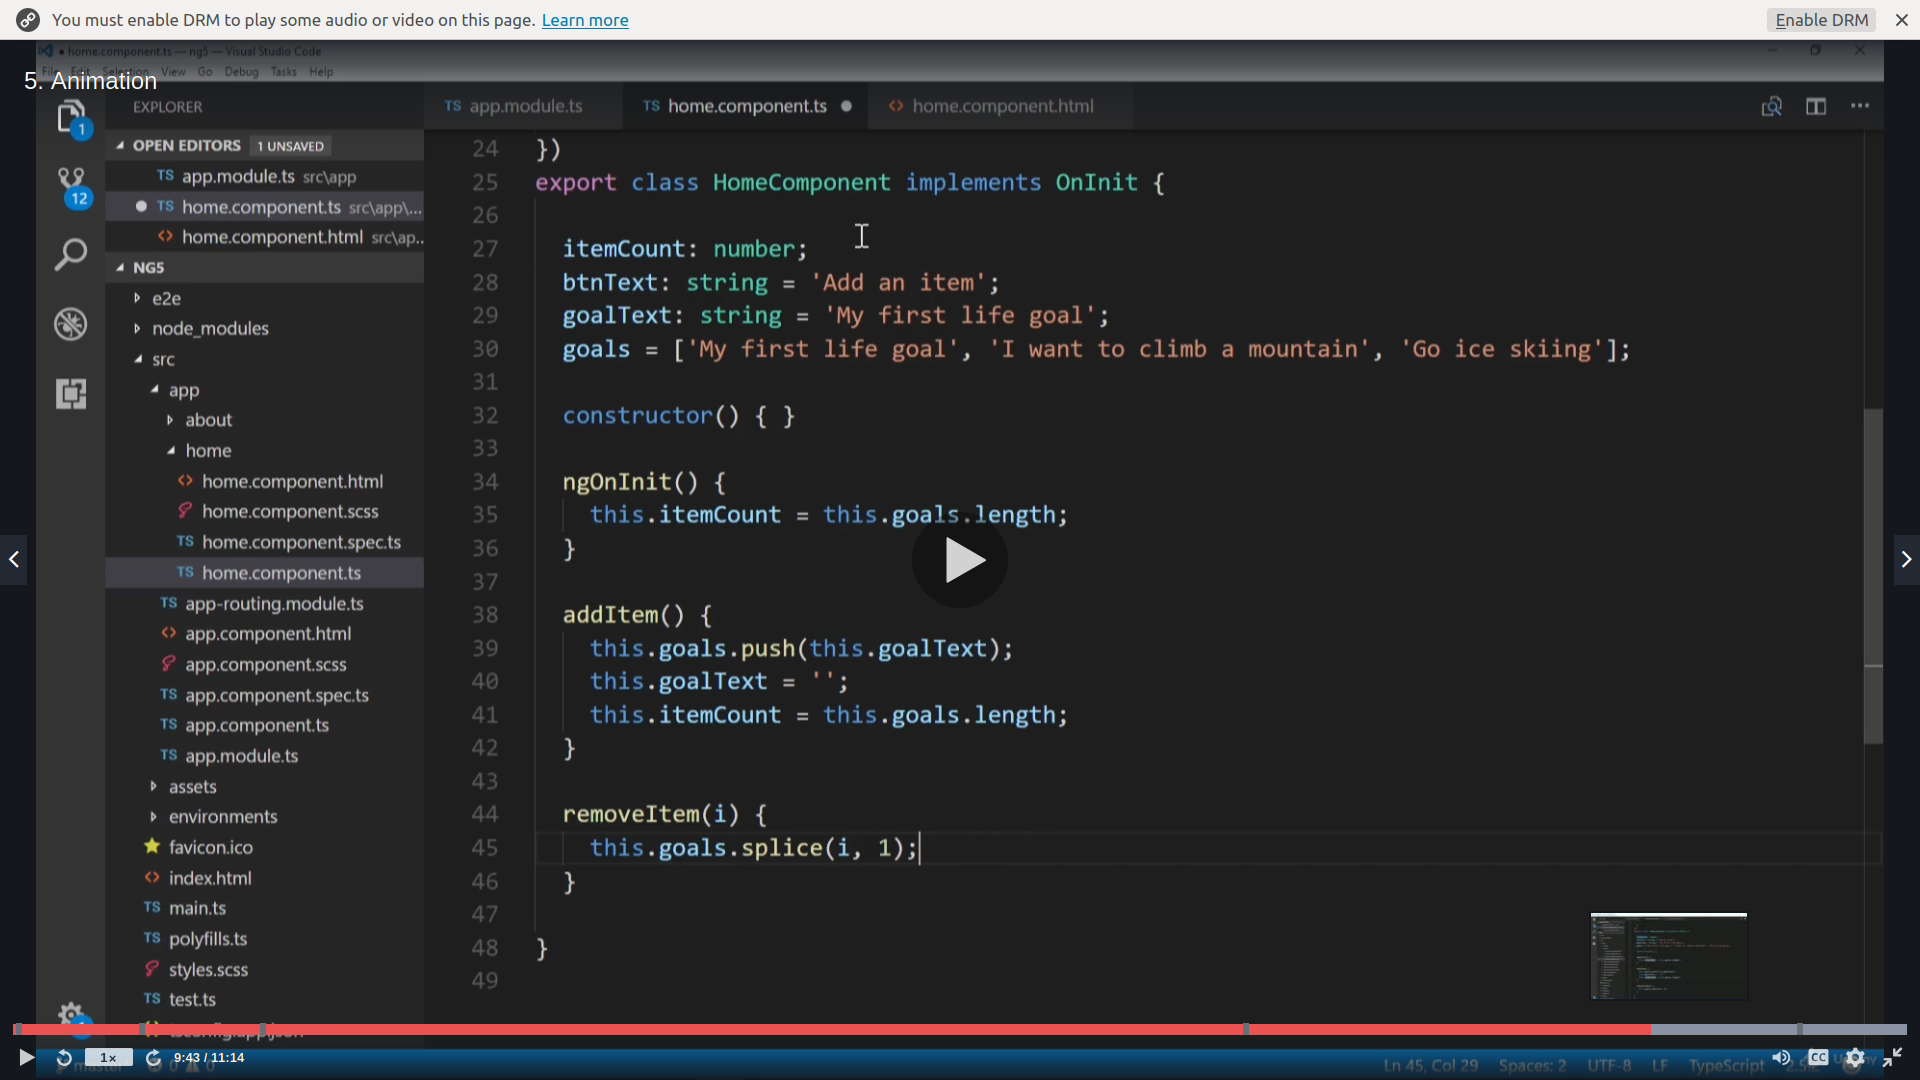 You must enable DRM to play some audio or video on this page. Learn more
Enable DRM
home.component.ts — ng5 — Visual Studio Code
File Edit Selection View Go Debug Tasks Help
5. Animation
EXPLORER
TS app.module.ts
TS home.component.ts
<> home.component.html
1
OPEN EDITORS 1 UNSAVED
TS app.module.ts src\app
12
TS home.component.ts src\app\...
<> home.component.html src\ap...
NG5
e2e
node_modules
src
app
about
home
<> home.component.html
home.component.scss
TS home.component.spec.ts
TS home.component.ts
TS app-routing.module.ts
<> app.component.html
app.component.scss
TS app.component.spec.ts
TS app.component.ts
TS app.module.ts
assets
environments
favicon.ico
<> index.html
TS main.ts
TS polyfills.ts
styles.scss
TS test.ts
tsconfig.app.json
24 })
25 export class HomeComponent implements OnInit {
26
27 itemCount: number;
28 btnText: string = 'Add an item';
29 goalText: string = 'My first life goal';
30 goals = ['My first life goal', 'I want to climb a mountain', 'Go ice skiing'];
31
32 constructor() { }
33
34 ngOnInit() {
35 this.itemCount = this.goals.length;
36 }
37
38 addItem() {
39 this.goals.push(this.goalText);
40 this.goalText = '';
41 this.itemCount = this.goals.length;
42 }
43
44 removeItem(i) {
45 this.goals.splice(i, 1);
46 }
47
48 }
49
1x
9:43 / 11:14
CC
master 0 0
Ln 45, Col 29 Spaces: 2 UTF-8 LF TypeScript